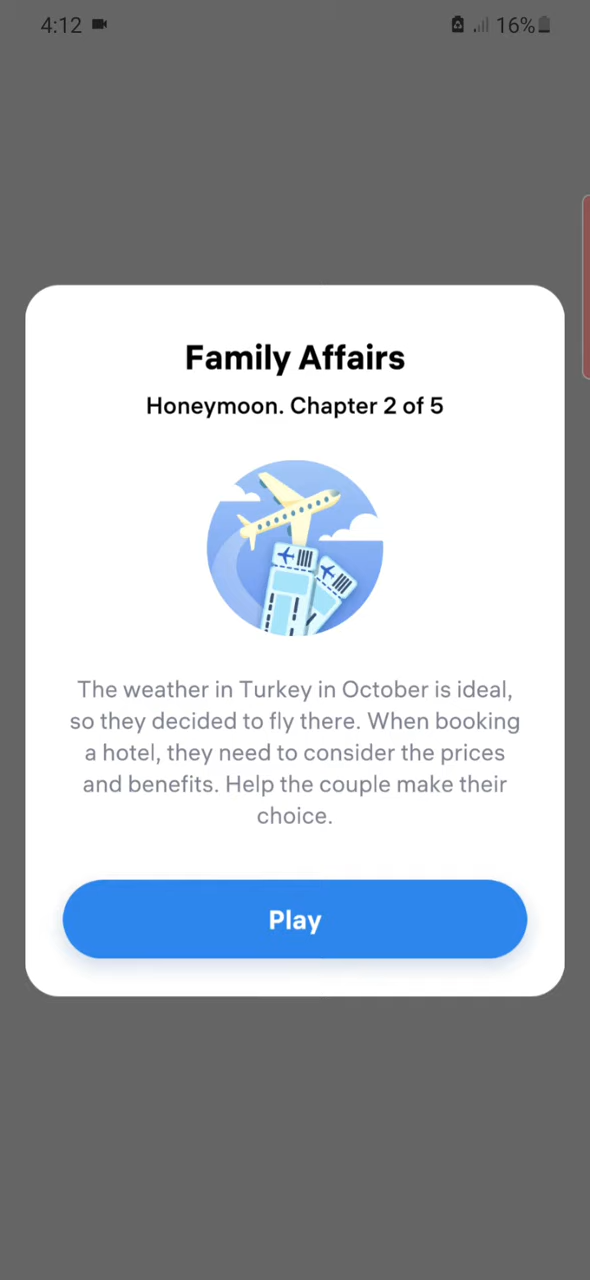 4:12
16%
Family Affairs
Honeymoon. Chapter 2 of 5
The weather in Turkey in October is ideal,
so they decided to fly there. When booking
a hotel, they need to consider the prices
and benefits. Help the couple make their
choice.
Play